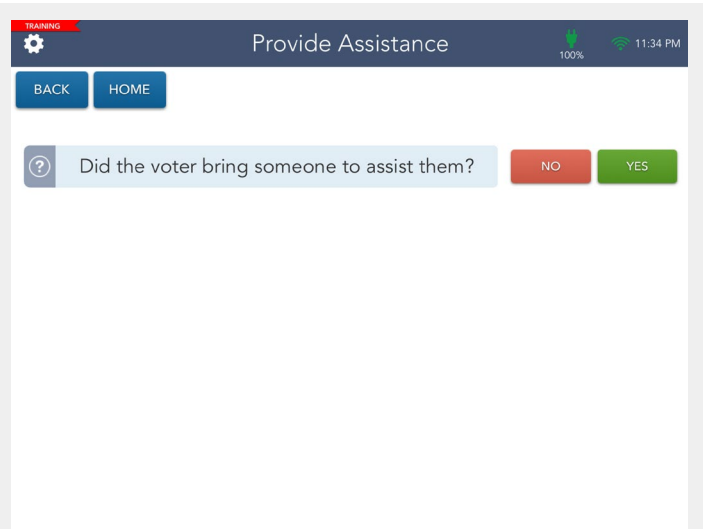 TRAINING
Provide Assistance
100%
11:34 PM
BACK
HOME
? Did the voter bring someone to assist them?
NO
YES